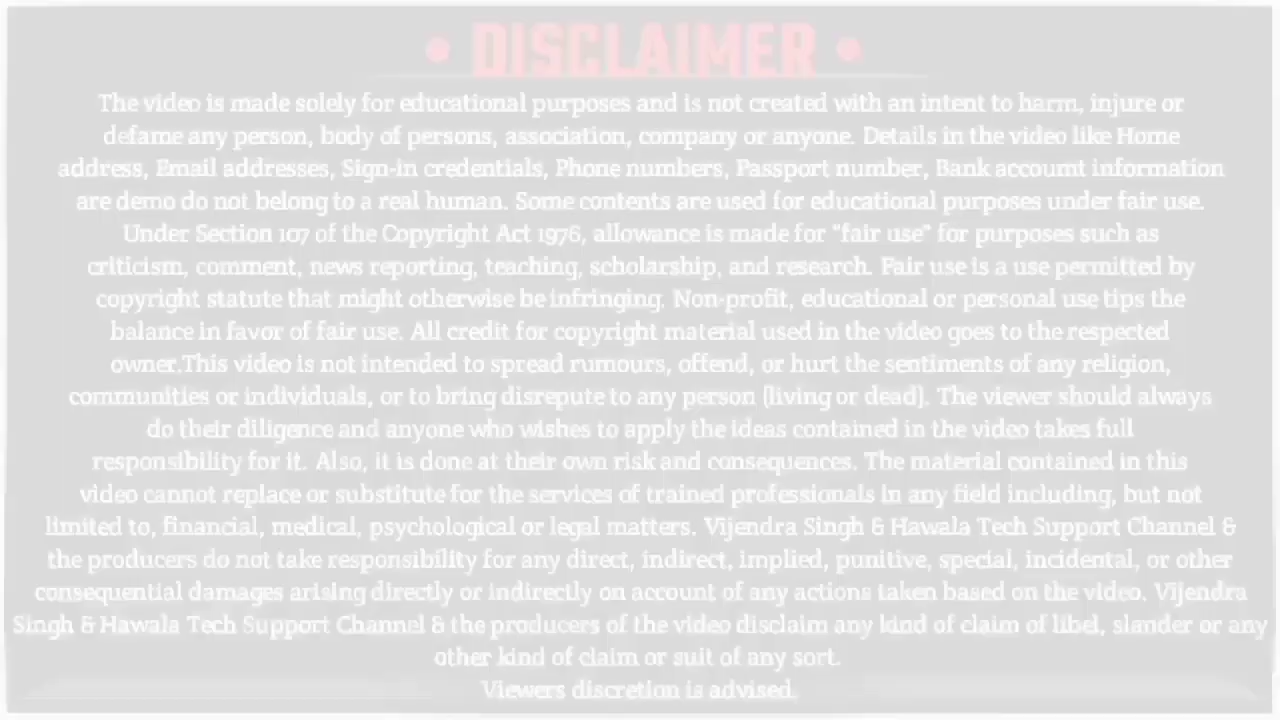 • DISCLAIMER •
The video is made solely for educational purposes and is not created with an intent to harm, injure or
defame any person, body of persons, association, company or anyone. Details in the video like Home
address, Email addresses, Sign-in credentials, Phone numbers, Passport number, Bank account information
are demo do not belong to a real human. Some contents are used for educational purposes under fair use.
Under Section 107 of the Copyright Act 1976, allowance is made for "fair use" for purposes such as
criticism, comment, news reporting, teaching, scholarship, and research. Fair use is a use permitted by
copyright statute that might otherwise be infringing. Non-profit, educational or personal use tips the
balance in favor of fair use. All credit for copyright material used in the video goes to the respected
owner.This video is not intended to spread rumours, offend, or hurt the sentiments of any religion,
communities or individuals, or to bring disrepute to any person (living or dead). The viewer should always
do their diligence and anyone who wishes to apply the ideas contained in the video takes full
responsibility for it. Also, it is done at their own risk and consequences. The material contained in this
video cannot replace or substitute for the services of trained professionals in any field including, but not
limited to, financial, medical, psychological or legal matters. Vijendra Singh & Hawala Tech Support Channel &
the producers do not take responsibility for any direct, indirect, implied, punitive, special, incidental, or other
consequential damages arising directly or indirectly on account of any actions taken based on the video. Vijendra
Singh & Hawala Tech Support Channel & the producers of the video disclaim any kind of claim of libel, slander or any
other kind of claim or suit of any sort.
Viewers discretion is advised.